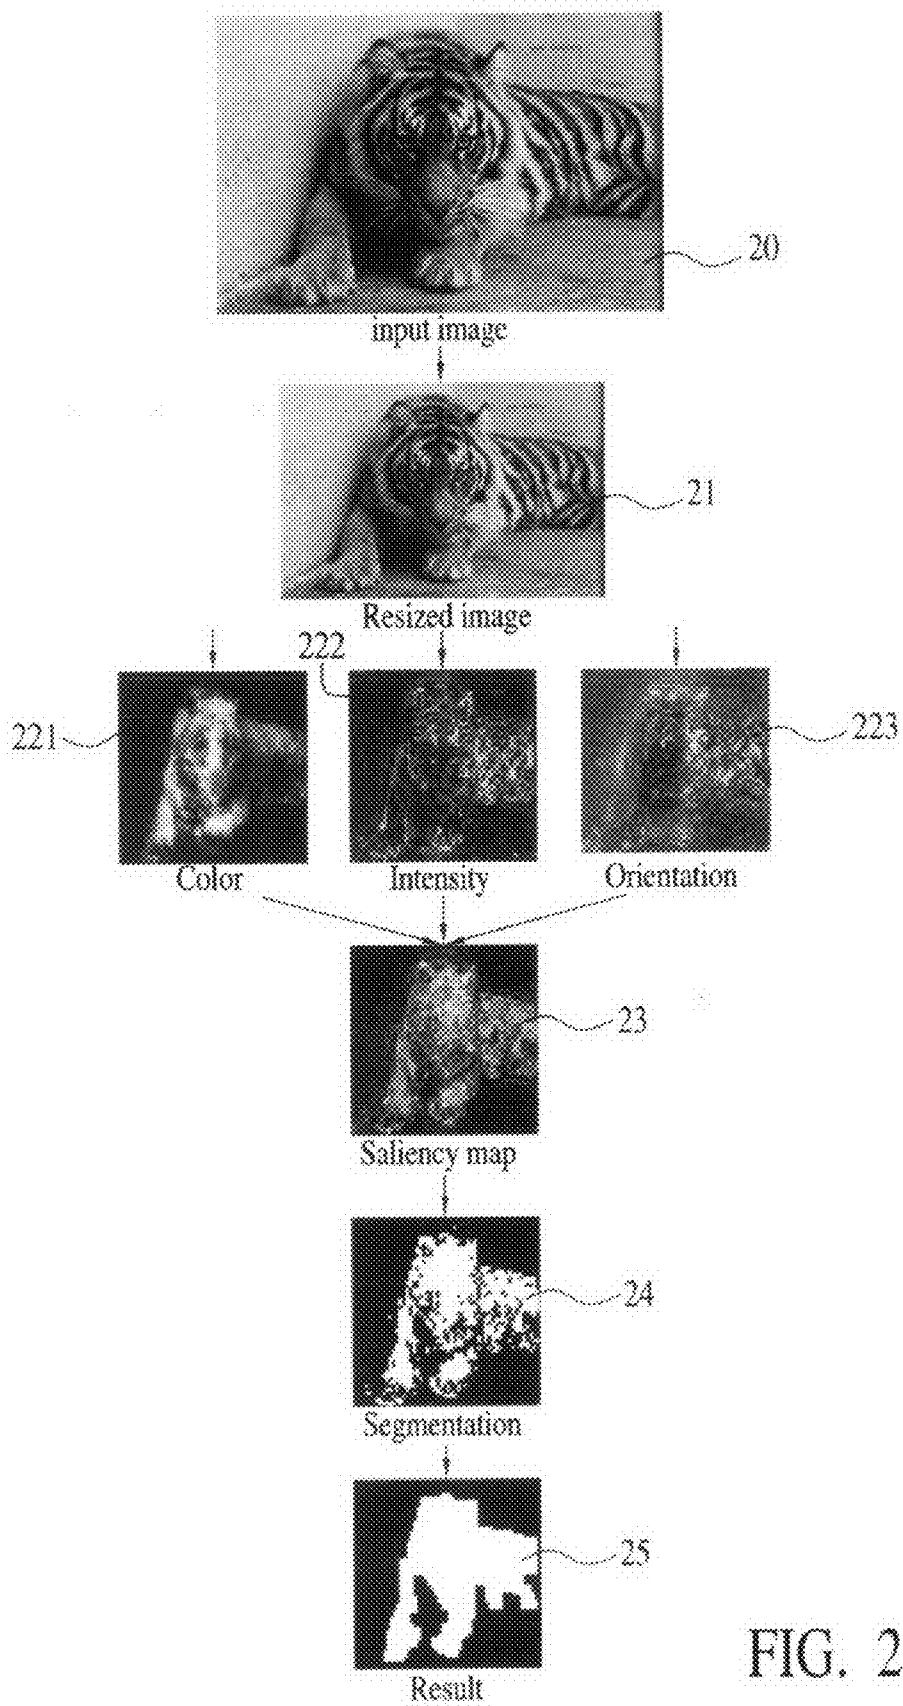 20
input image
21
Resized image
222
221
223
Color
Intensity
Orientation
23
Saliency map
24
Segmentation
25
Result
FIG. 2